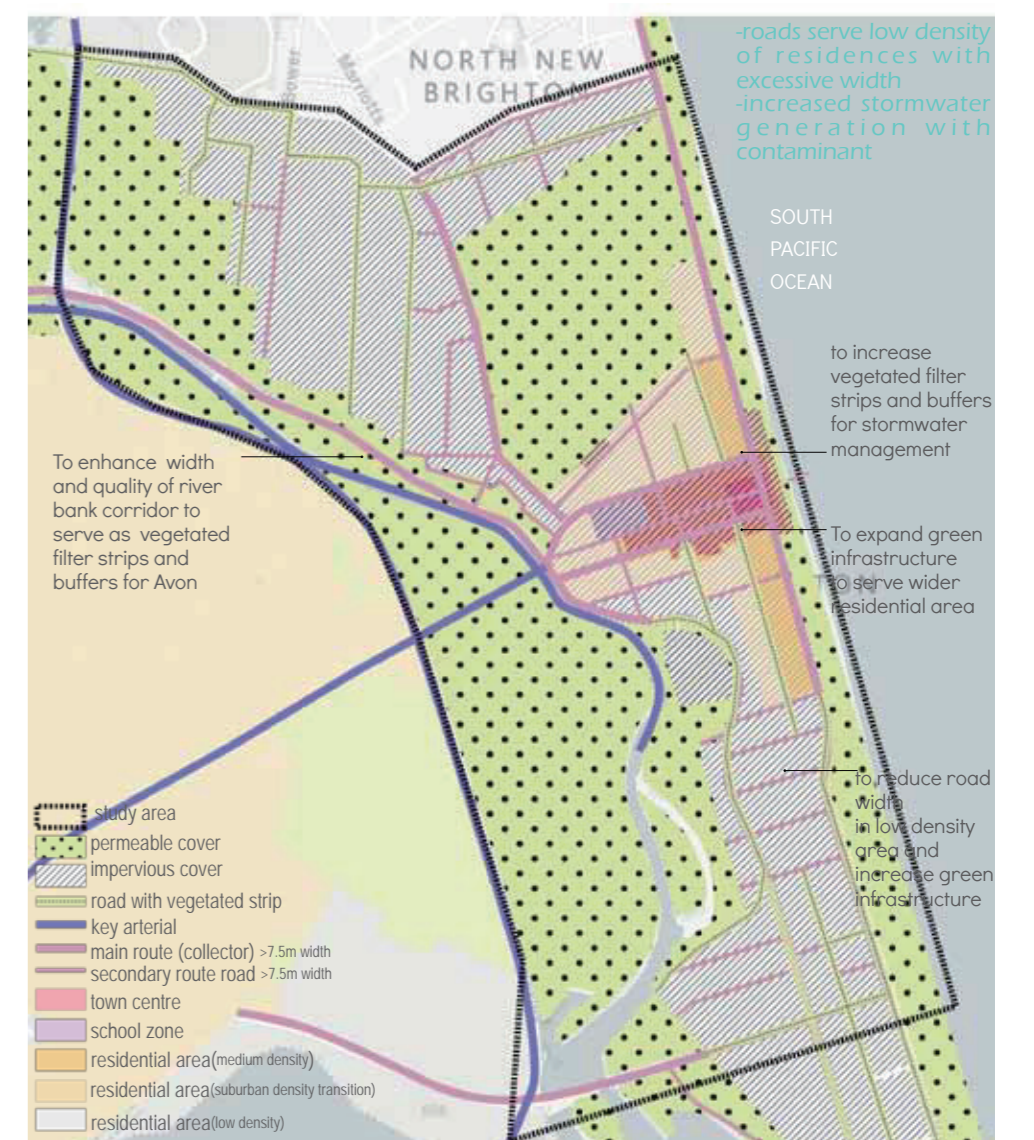 -roads serve low density
of residences with
excessive width
-increased stormwater
generation with
contaminant
NORTH NEW
BRIGHTON
Bower
Marriotts
SOUTH
PACIFIC
OCEAN
to increase
vegetated filter
strips and buffers
for stormwater
management
To enhance width
and quality of river
bank corridor to
serve as vegetated
filter strips and
buffers for Avon
To expand green
infrastructure
to serve wider
residential area
TON
to reduce road
width
in low density
area and
increase green
infrastructure
study area
permeable cover
impervious cover
road with vegetated strip
key arterial
main route (collector) >7.5m width
secondary route road >7.5m width
town centre
school zone
residential area(medium density)
residential area(suburban density transition)
residential area(low density)